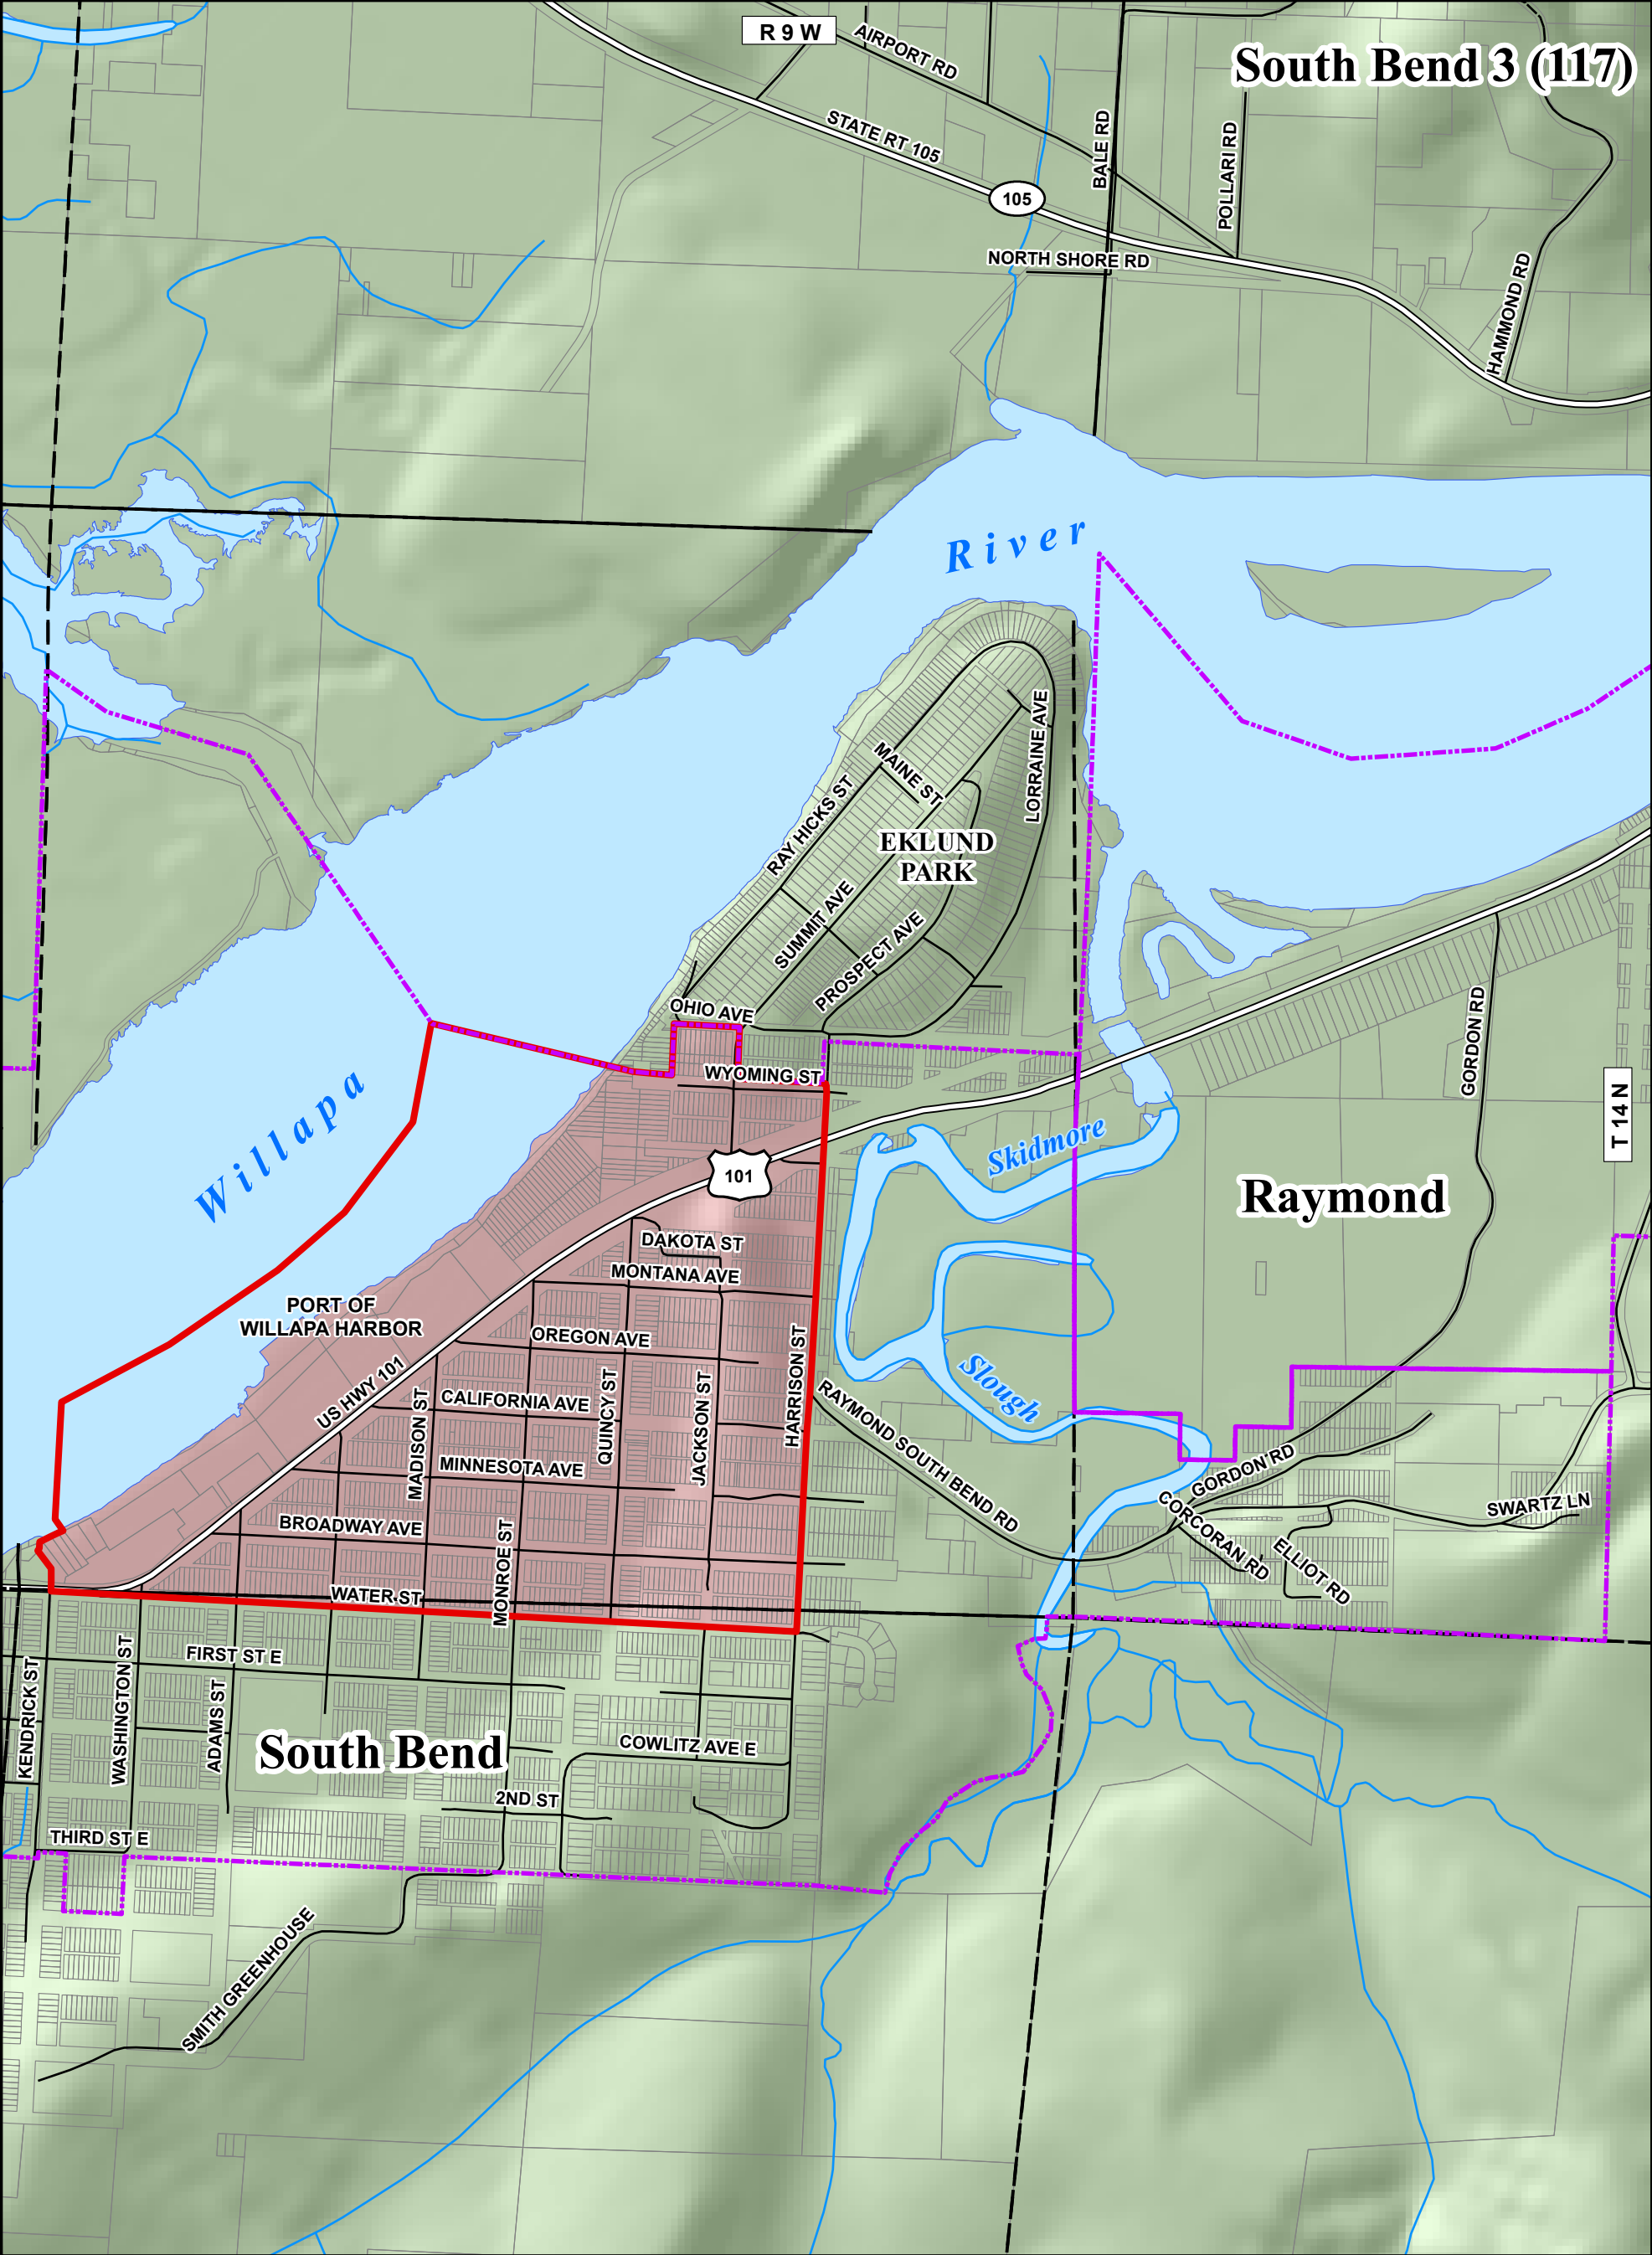 R 9 W
AIRPORT RD
South Bend 3 (117)
STATE RT 105
BALE RD
POLLARI RD
105
NORTH SHORE RD
HAMMOND RD
River
LORRAINE AVE
MAINE ST
RAY HICKS ST
EKLUND
PARK
SUMMIT AVE
PROSPECT AVE
OHIO AVE
GORDON RD
WYOMING ST
Willapa
T 14 N
Skidmore
101
Raymond
DAKOTA ST
MONTANA AVE
PORT OF
WILLAPA HARBOR
OREGON AVE
HARRISON ST
US HWY 101
QUINCY ST
JACKSON ST
MADISON ST
CALIFORNIA AVE
Slough
RAYMOND SOUTH BEND RD
MINNESOTA AVE
GORDON RD
CORCORAN RD
SWARTZ LN
BROADWAY AVE
MONROE ST
ELLIOT RD
WATER ST
FIRST ST E
KENDRICK ST
WASHINGTON ST
ADAMS ST
South Bend
COWLITZ AVE E
2ND ST
THIRD ST E
SMITH GREENHOUSE